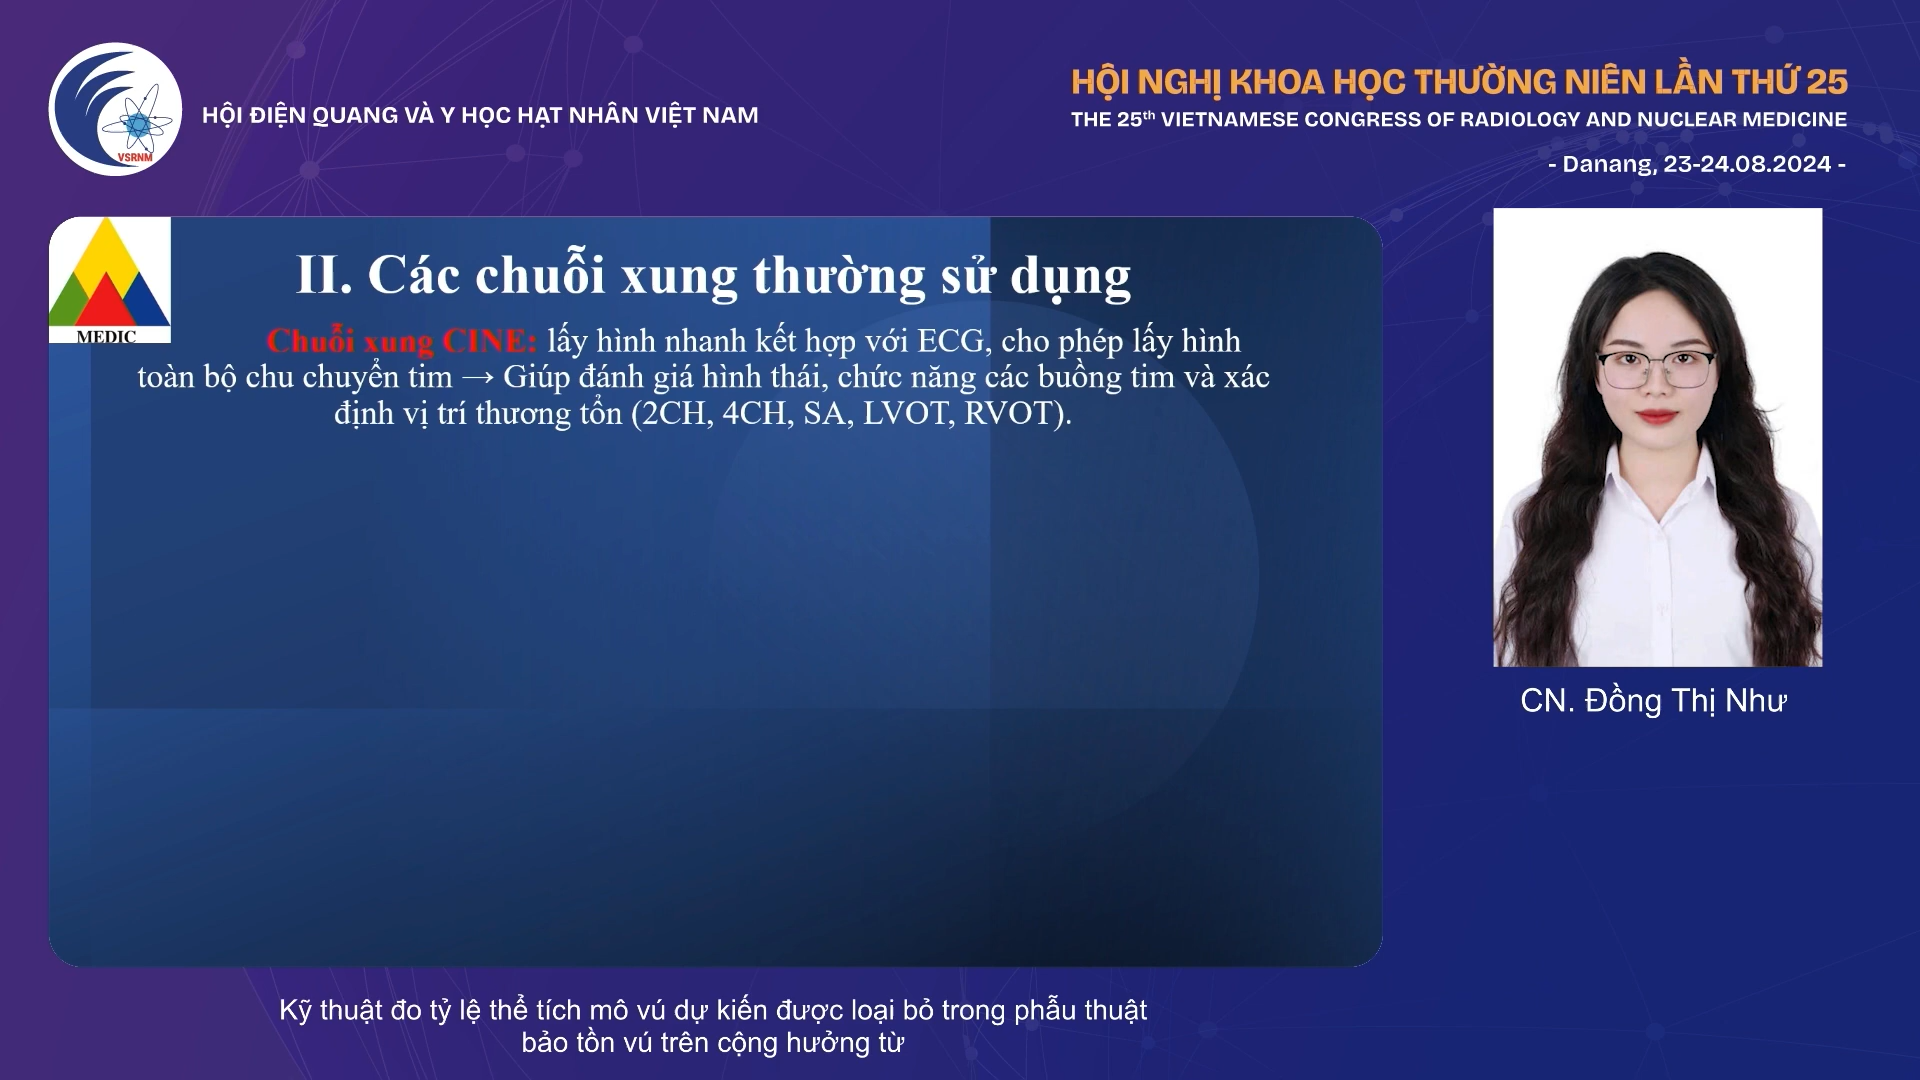 HỘI ĐIỆN QUANG VÀ Y HỌC HẠT NHÂN VIỆT NAM
VSRNM
HỘI NGHỊ KHOA HỌC THƯỜNG NIÊN LẦN THỨ 25
THE 25th VIETNAMESE CONGRESS OF RADIOLOGY AND NUCLEAR MEDICINE
- Danang, 23-24.08.2024 -
MEDIC
II. Các chuỗi xung thường sử dụng
Chuỗi xung CINE: lấy hình nhanh kết hợp với ECG, cho phép lấy hình
toàn bộ chu chuyển tim → Giúp đánh giá hình thái, chức năng các buồng tim và xác
định vị trí thương tổn (2CH, 4CH, SA, LVOT, RVOT).
CN. Đồng Thị Như
Kỹ thuật đo tỷ lệ thể tích mô vú dự kiến được loại bỏ trong phẫu thuật
bảo tồn vú trên cộng hưởng từ